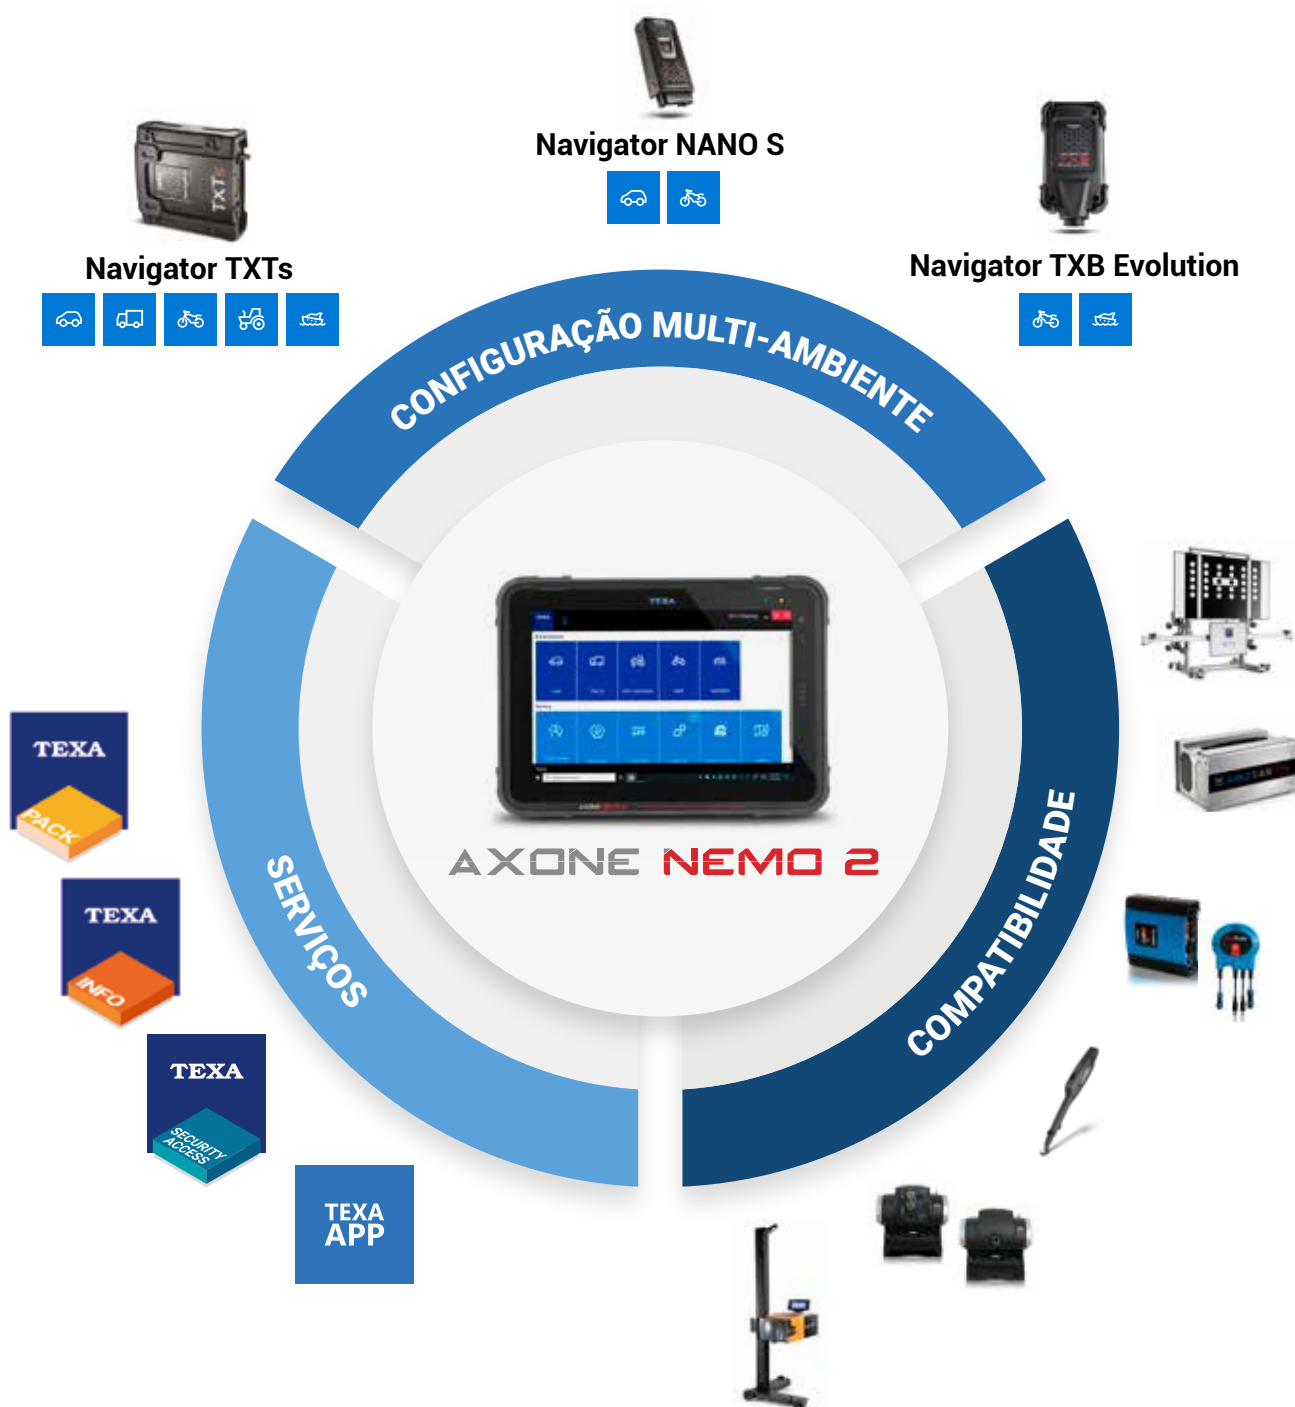 Navigator NANO S
TXTs
Navigator TXTs
TXB
Navigator TXB Evolution
CONFIGURAÇÃO MULTI-AMBIENTE
TEXA
AXONE NEMO 2
SERVIÇOS
COMPATIBILIDADE
TEXA
PACK
TEXA
INFO
TEXA
SECURITY
ACCESS
TEXA
APP